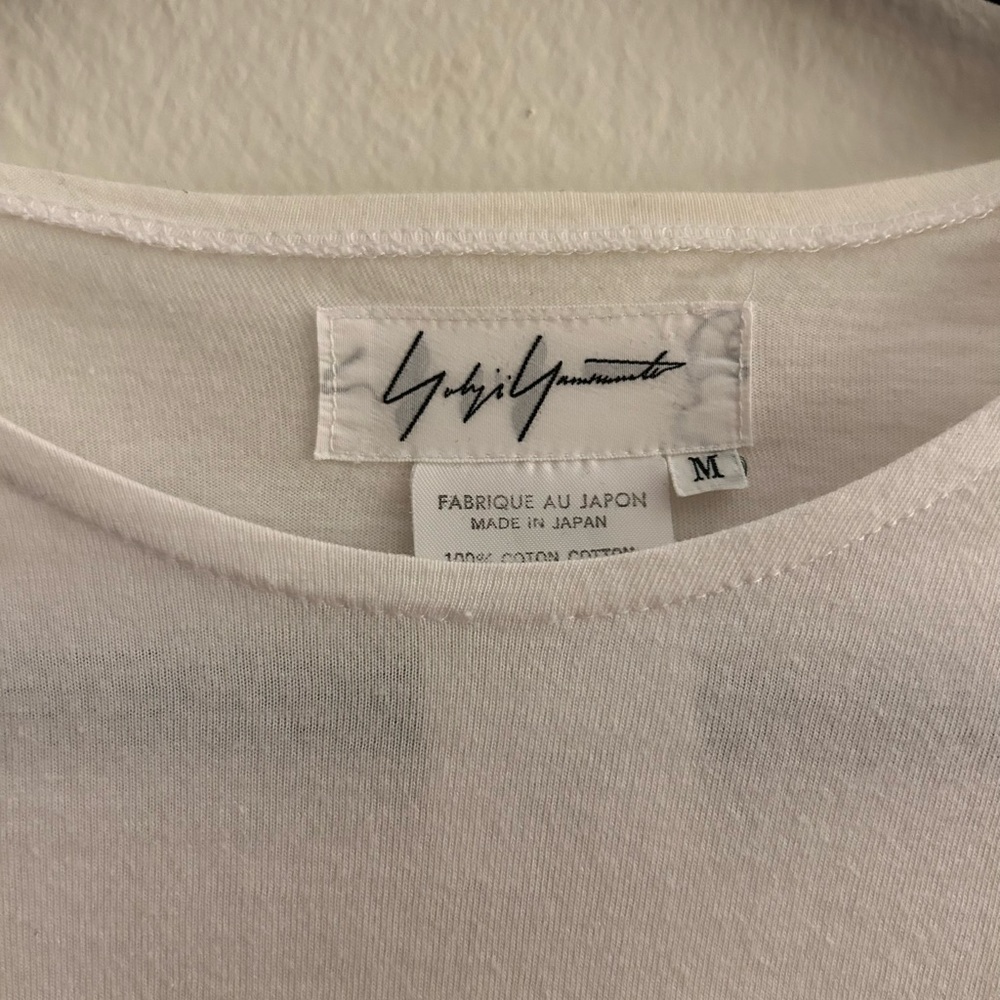 Yohji Yamamoto
M
FABRIQUE AU JAPON
MADE IN JAPAN
100% COTON COTTON